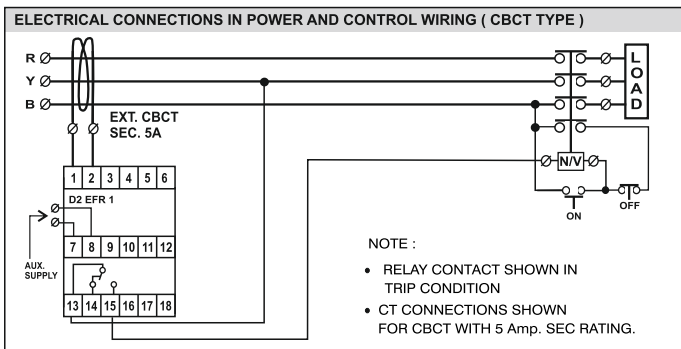 ELECTRICAL CONNECTIONS IN POWER AND CONTROL WIRING ( CBCT TYPE )
R
Y
B
LOAD
EXT. CBCT
SEC. 5A
N/V
ON
OFF
1 2 3 4 5 6
D2 EFR 1
7 8 9 10 11 12
AUX.
SUPPLY
13 14 15 16 17 18
NOTE :
• RELAY CONTACT SHOWN IN
TRIP CONDITION
• CT CONNECTIONS SHOWN
FOR CBCT WITH 5 Amp. SEC RATING.